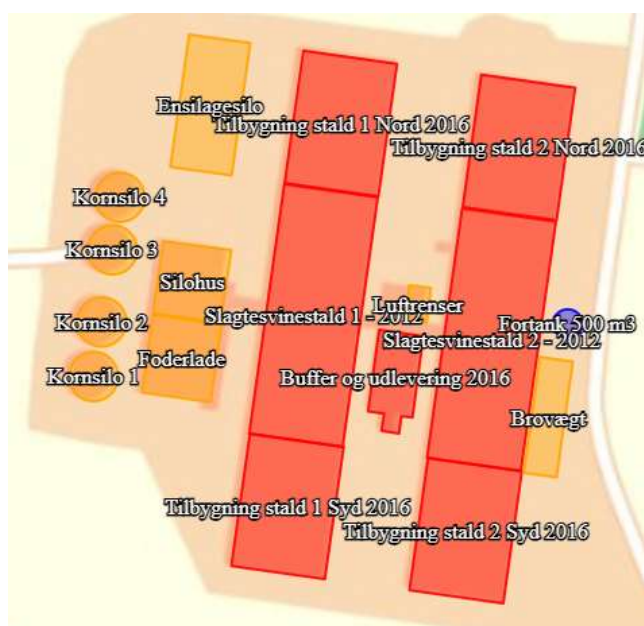 Ensilagesilo
Tilbygning stald 1 Nord 2016
Tilbygning stald 2 Nord 2016
Kornsilo 4
Kornsilo 3
Silohus
Luftrenser
Kornsilo 2
Slagtesvinestald 1 - 2012
Fortank 500 m3
Slagtesvinestald 2 - 2012
Foderlade
Kornsilo 1
Buffer og udlevering 2016
Brovægt
Tilbygning stald 1 Syd 2016
Tilbygning stald 2 Syd 2016